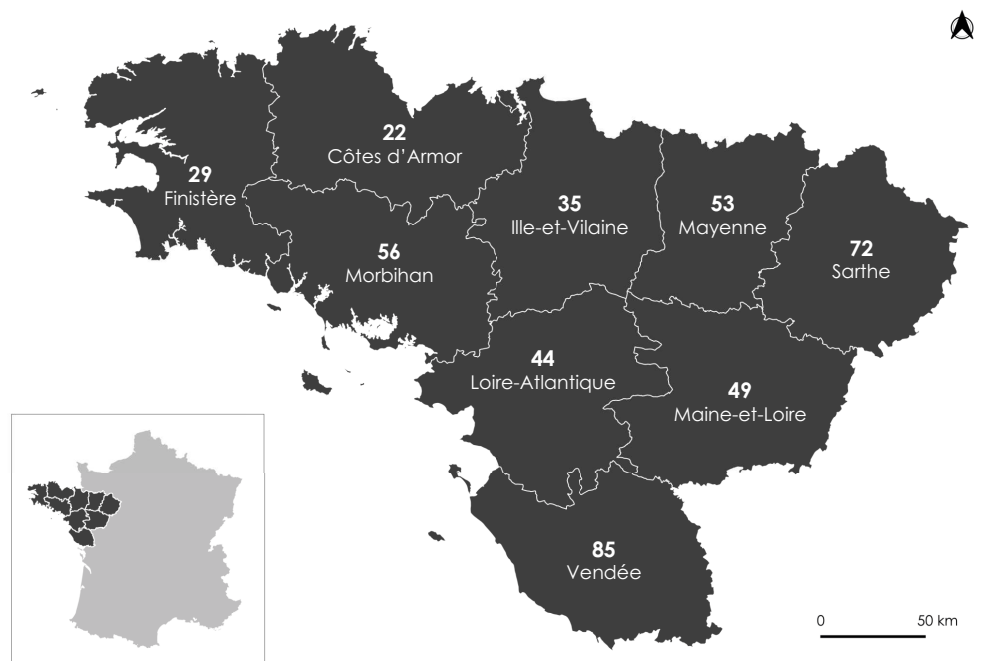 22
Côtes d'Armor
29
Finistère
35
Ille-et-Vilaine
53
Mayenne
56
Morbihan
72
Sarthe
44
Loire-Atlantique
49
Maine-et-Loire
85
Vendée
0 50 km